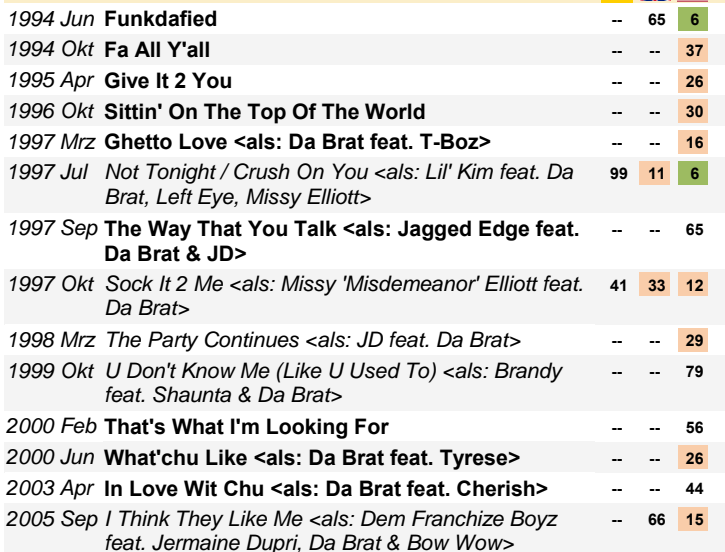 1994 Jun Funkdafied -- 65 6
1994 Okt Fa All Y'all -- -- 37
1995 Apr Give It 2 You -- -- 26
1996 Okt Sittin' On The Top Of The World -- -- 30
1997 Mrz Ghetto Love <als: Da Brat feat. T-Boz> -- -- 16
1997 Jul Not Tonight / Crush On You <als: Lil' Kim feat. Da 99 11 6
Brat, Left Eye, Missy Elliott>
1997 Sep The Way That You Talk <als: Jagged Edge feat. -- -- 65
Da Brat & JD>
1997 Okt Sock It 2 Me <als: Missy 'Misdemeanor' Elliott feat. 41 33 12
Da Brat>
1998 Mrz The Party Continues <als: JD feat. Da Brat> -- -- 29
1999 Okt U Don't Know Me (Like U Used To) <als: Brandy -- -- 79
feat. Shaunta & Da Brat>
2000 Feb That's What I'm Looking For -- -- 56
2000 Jun What'chu Like <als: Da Brat feat. Tyrese> -- -- 26
2003 Apr In Love Wit Chu <als: Da Brat feat. Cherish> -- -- 44
2005 Sep I Think They Like Me <als: Dem Franchize Boyz -- 66 15
feat. Jermaine Dupri, Da Brat & Bow Wow>